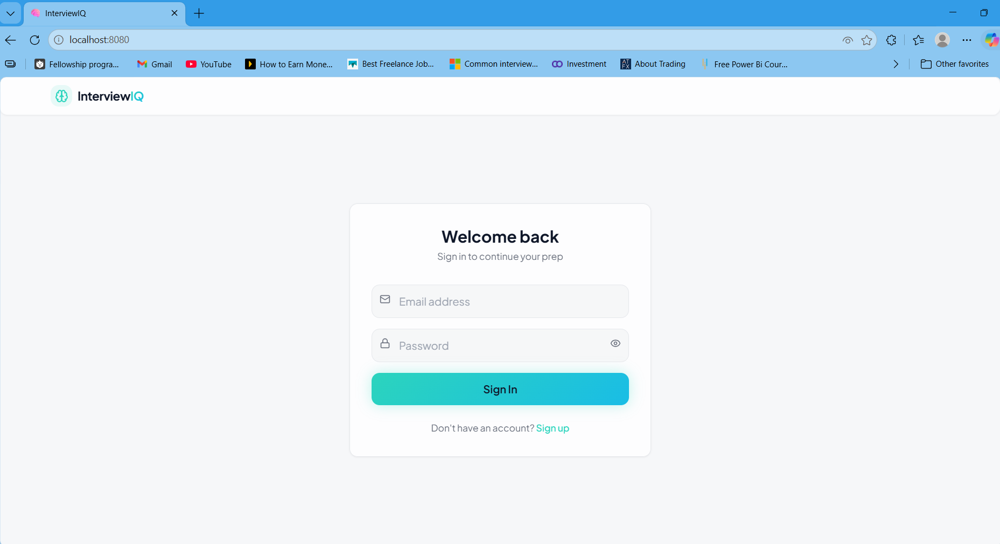 InterviewIQ
localhost:8080
Fellowship progra...
Gmail
YouTube
How to Earn Mone...
Best Freelance Job...
Common interview...
Investment
AT FX
About Trading
Free Power Bi Cour...
Other favorites
InterviewIQ
Welcome back
Sign in to continue your prep
Email address
Password
Sign In
Don't have an account? Sign up